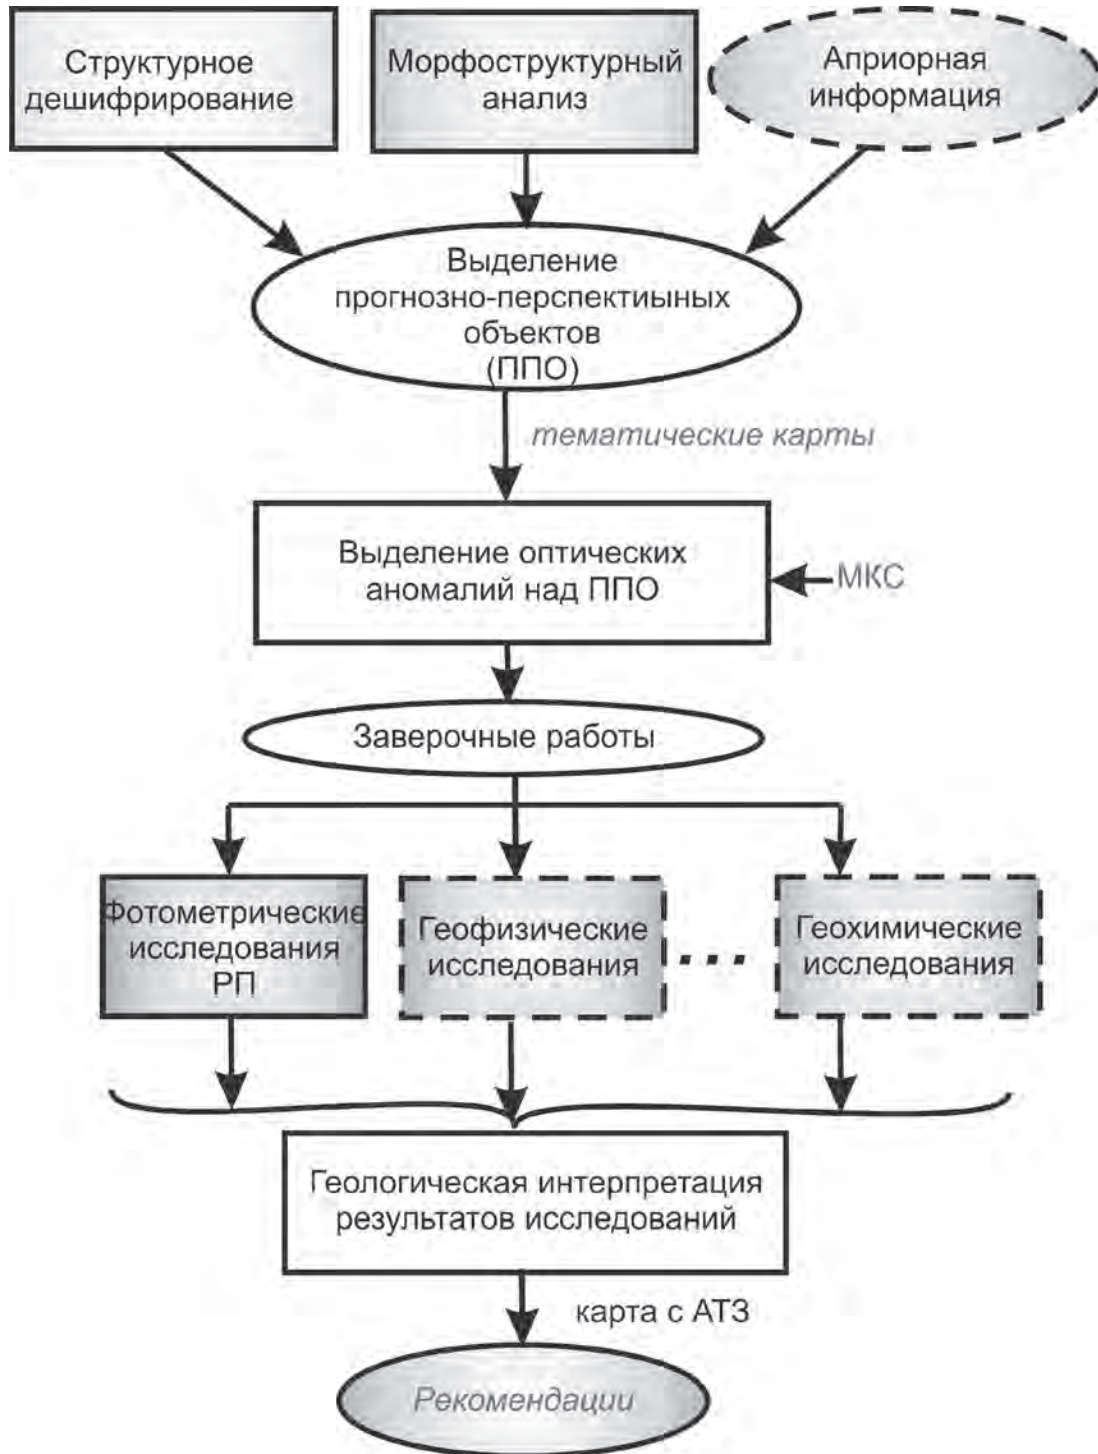 Структурное
дешифрирование
Морфоструктурный
анализ
Априорная
информация
Выделение
прогнозно-перспектиыных
объектов
(ППО)
тематические карты
Выделение оптических
аномалий над ППО
МКС
Заверочные работы
Фотометрические
исследования
РП
Геофизические
исследования
...
Геохимические
исследования
Геологическая интерпретация
результатов исследований
карта с АТЗ
Рекомендации